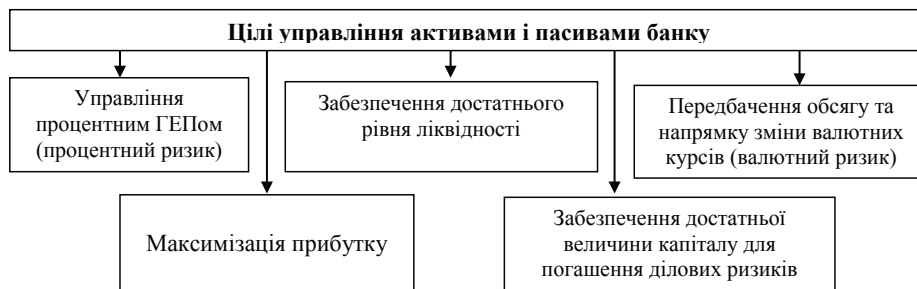 Цілі управління активами і пасивами банку
Управління
процентним ГЕПом
(процентний ризик)
Забезпечення достатнього
рівня ліквідності
Передбачення обсягу та
напрямку зміни валютних
курсів (валютний ризик)
Максимізація прибутку
Забезпечення достатньої
величини капіталу для
погашення ділових ризиків